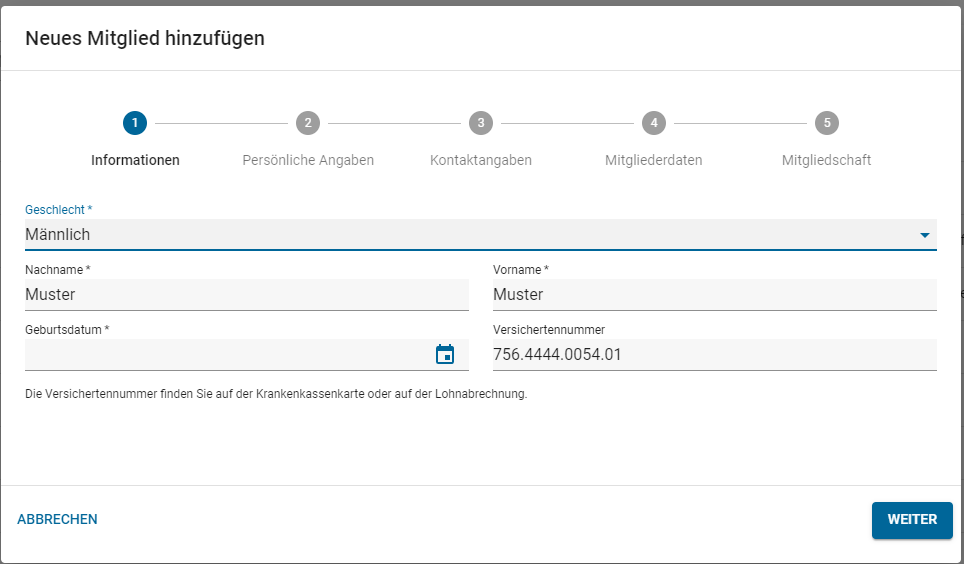 Neues Mitglied hinzufügen
1 2 3 4 5
Informationen Persönliche Angaben Kontaktangaben Mitgliederdaten Mitgliedschaft
Geschlecht *
Männlich
Nachname * Vorname *
Muster Muster
Geburtsdatum * Versichertennummer
756.4444.0054.01
Die Versichertennummer finden Sie auf der Krankenkassenkarte oder auf der Lohnabrechnung.
ABBRECHEN WEITER